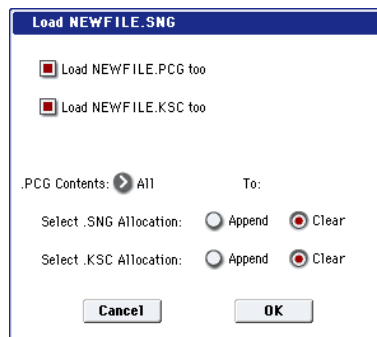 Load NEWFILE.SNG
Load NEWFILE.PCG too
Load NEWFILE.KSC too
.PCG Contents: All To:
Select .SNG Allocation: Append Clear
Select .KSC Allocation: Append Clear
Cancel OK